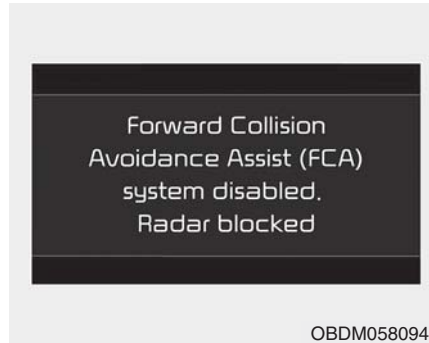 Forward Collision
Avoidance Assist (FCA)
system disabled.
Radar blocked
OBDM058094